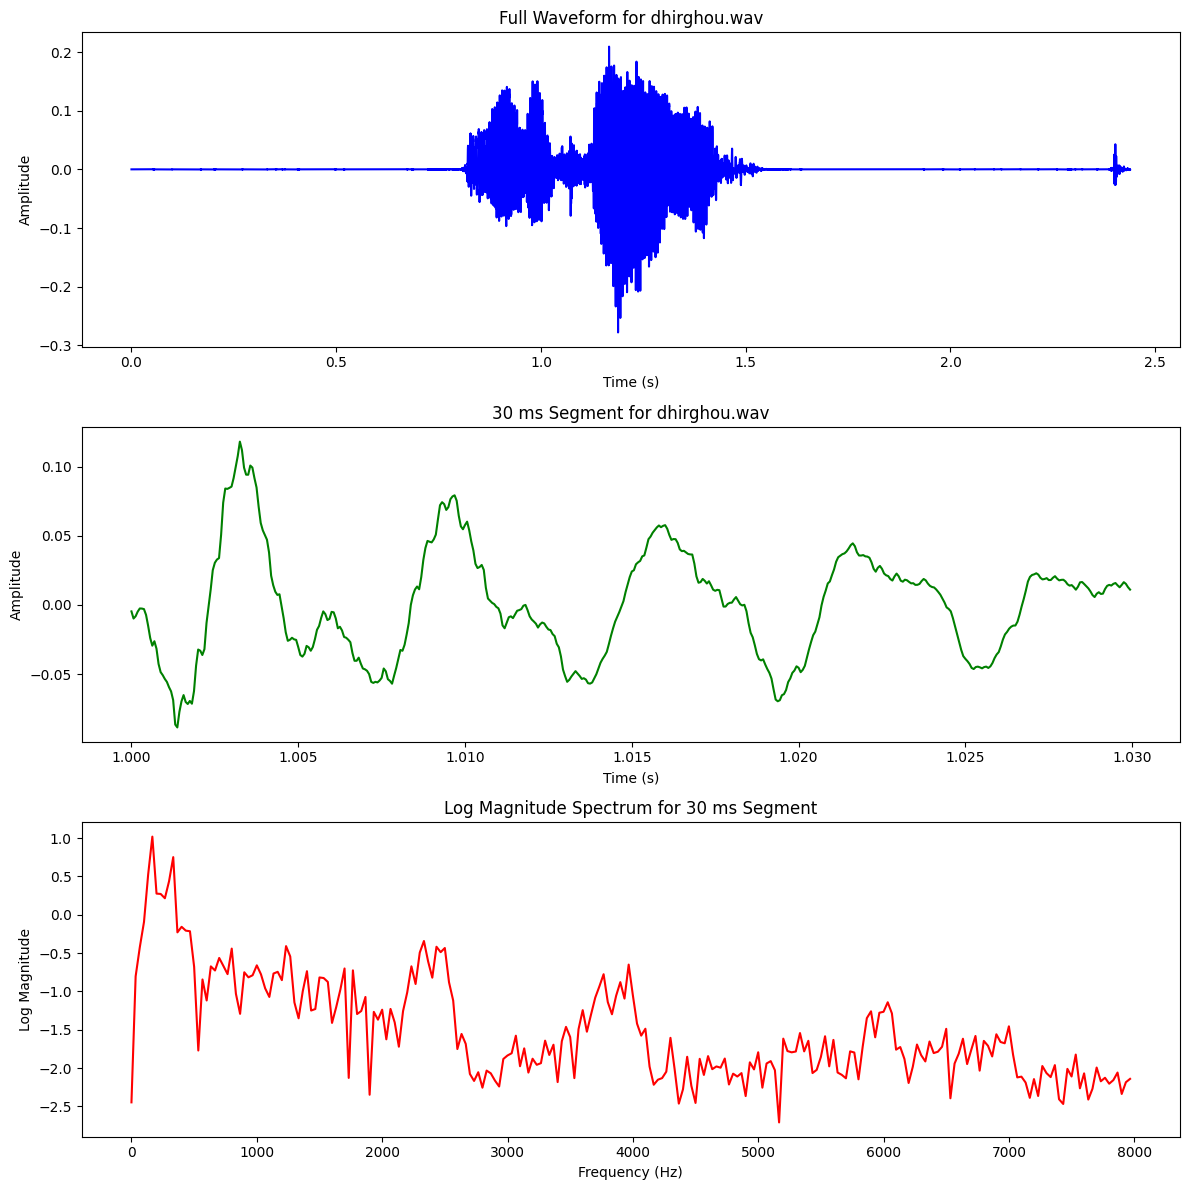 Full Waveform for dhirghou.wav
Amplitude
0.2
0.1
0.0
−0.1
−0.2
−0.3
0.0 0.5 1.0 1.5 2.0 2.5
Time (s)
30 ms Segment for dhirghou.wav
Amplitude
0.10
0.05
0.00
−0.05
1.000 1.005 1.010 1.015 1.020 1.025 1.030
Time (s)
Log Magnitude Spectrum for 30 ms Segment
Log Magnitude
1.0
0.5
0.0
−0.5
−1.0
−1.5
−2.0
−2.5
0 1000 2000 3000 4000 5000 6000 7000 8000
Frequency (Hz)